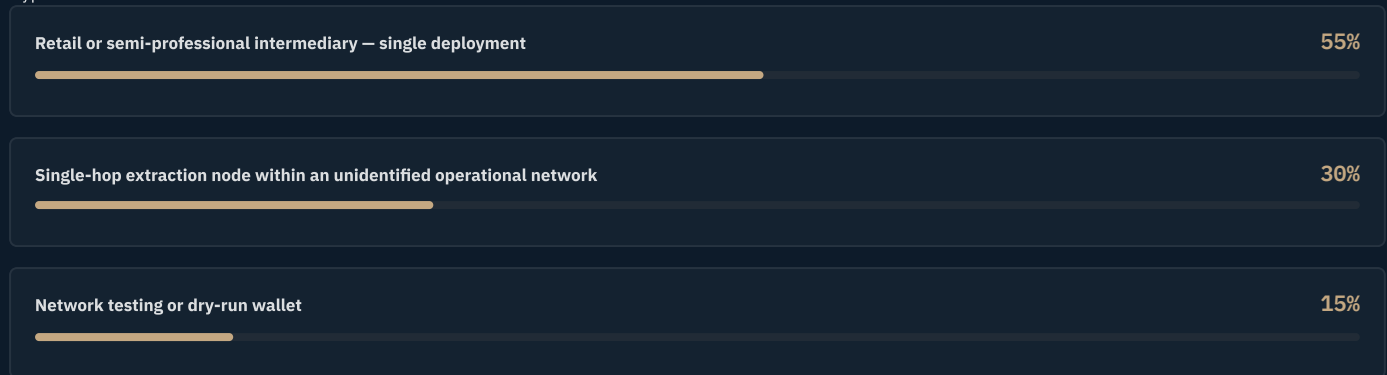 Retail or semi-professional intermediary — single deployment
55%
Single-hop extraction node within an unidentified operational network
30%
Network testing or dry-run wallet
15%